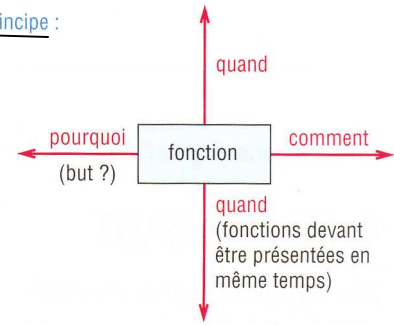 incipe :
quand
pourquoi
fonction
comment
(but ?)
quand
(fonctions devant
être présentées en
même temps)